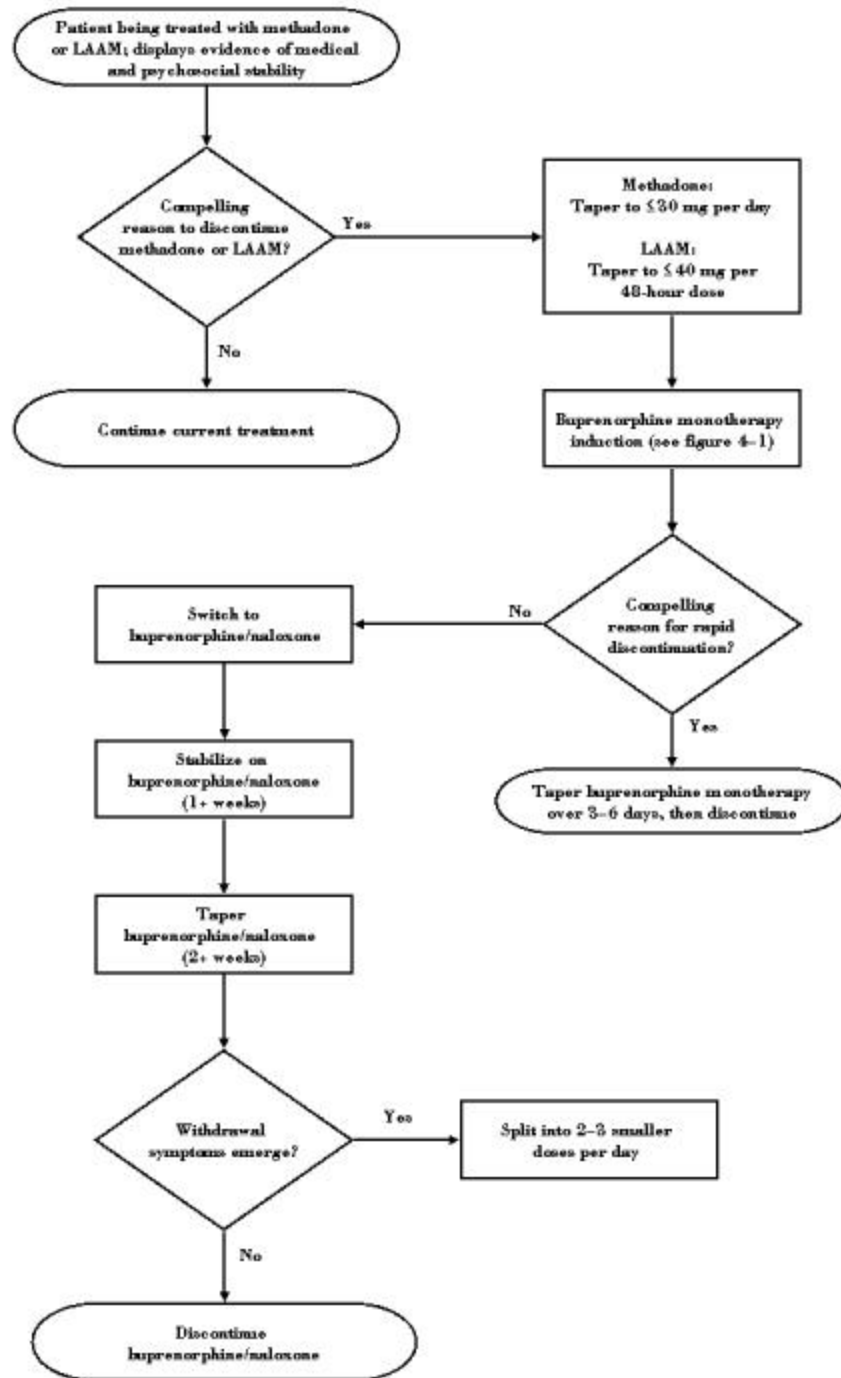 Patient being treated with methadone
or LAAM; displays evidence of medical
and psychosocial stability
Compelling
reason to discontinue
methadone or LAAM?
Yes
Methadone:
Taper to ≤30 mg per day
LAAM:
Taper to ≤40 mg per
48-hour dose
No
Continue current treatment
Buprenorphine monotherapy
induction (see figure 4–1)
Compelling
reason for rapid
discontinuation?
No
Switch to
buprenorphine/naloxone
Yes
Stabilize on
buprenorphine/naloxone
(1+ weeks)
Taper buprenorphine monotherapy
over 3–6 days, then discontinue
Taper
buprenorphine/naloxone
(2+ weeks)
Withdrawal
symptoms emerge?
Yes
Split into 2–3 smaller
doses per day
No
Discontinue
buprenorphine/naloxone